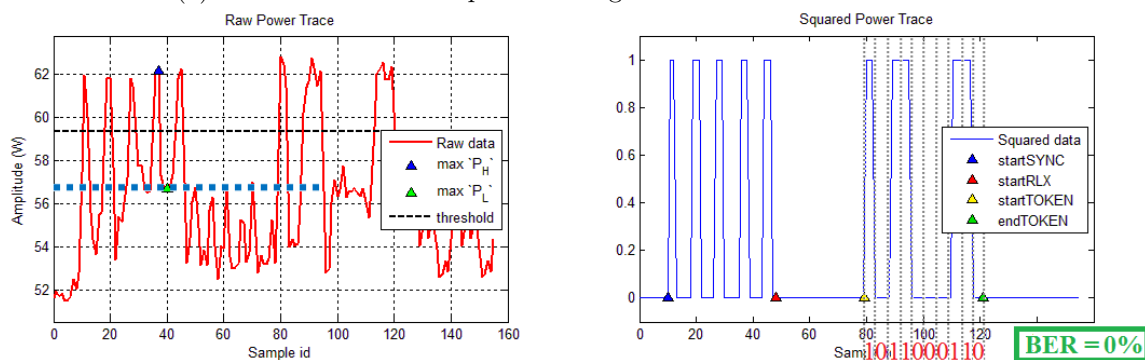 Raw Power Trace
Amplitude (W)
62
60
58
56
54
52
0 20 40 60 80 100 120 140 160
Sample id
Raw data
max `P_H`
max `P_L`
threshold
Squared Power Trace
1
0.8
0.6
0.4
0.2
0
0 20 40 60 80 100 120 140
Squared data
startSYNC
startRLX
startTOKEN
endTOKEN
1011000110
BER = 0%